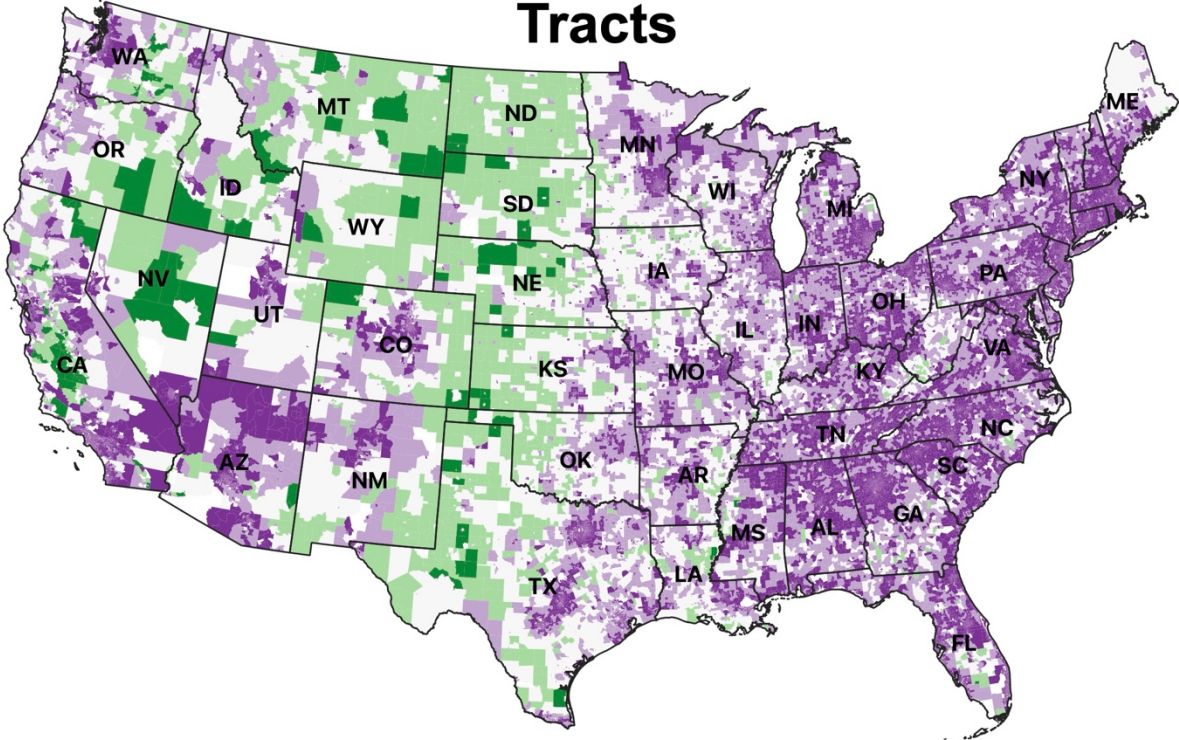 Tracts
WA
MT
ND
ME
OR
MN
ID
SD
WI
NY
WY
MI
NV
NE
IA
PA
UT
OH
CO
IL
IN
CA
KS
MO
KY
VA
TN
NC
AZ
OK
AR
SC
NM
GA
MS
AL
TX
LA
FL